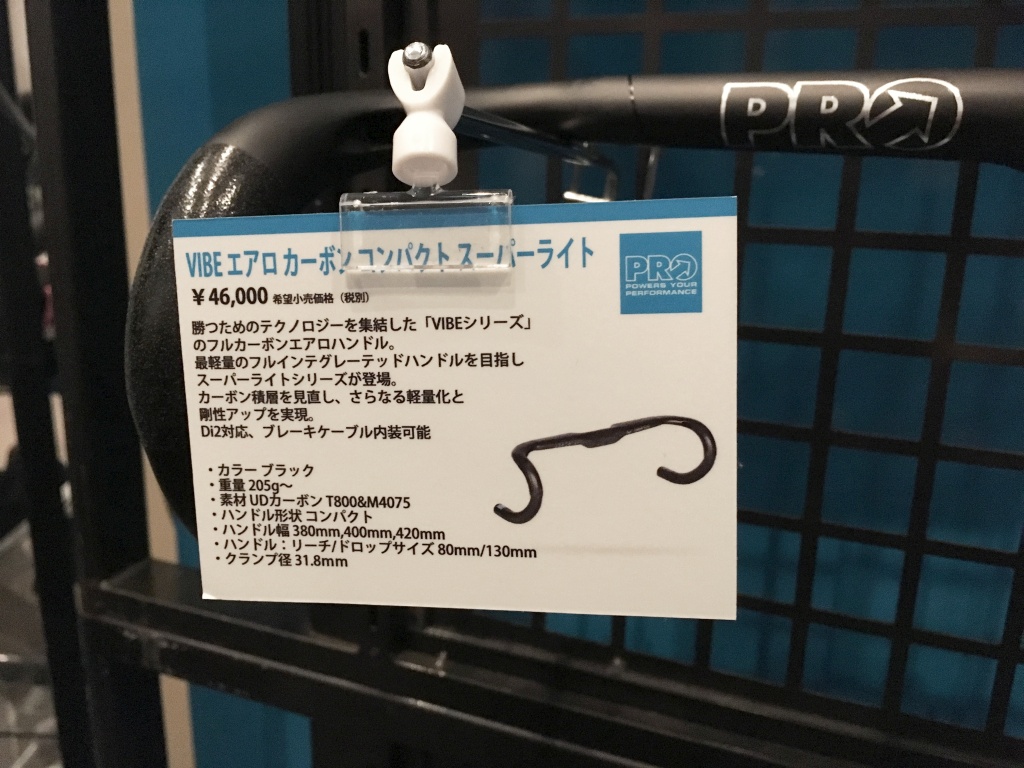 PRO
VIBE エアロ カーボン コンパクト スーパーライト
PRO
POWERS YOUR
PERFORMANCE
¥46,000 希望小売価格（税別）
勝つためのテクノロジーを集結した「VIBEシリーズ」
のフルカーボンエアロハンドル。
最軽量のフルインテグレーテッドハンドルを目指し
スーパーライトシリーズが登場。
カーボン積層を見直し、さらなる軽量化と
剛性アップを実現。
Di2対応、ブレーキケーブル内装可能
・カラー ブラック
・重量 205g〜
・素材 UDカーボン T800&M4075
・ハンドル形状 コンパクト
・ハンドル幅 380mm,400mm,420mm
・ハンドル：リーチ/ドロップサイズ 80mm/130mm
・クランプ径 31.8mm